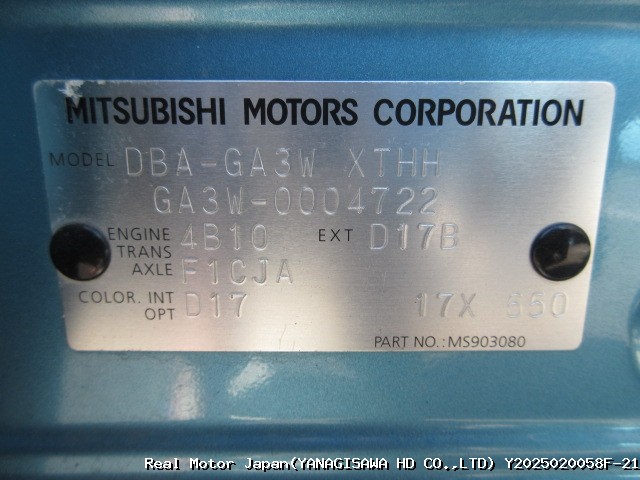 MITSUBISHI MOTORS CORPORATION
MODEL DBA-GA3W XTHH
GA3W-0004722
ENGINE 4B10 EXT D17B
TRANS
AXLE F1CJA
COLOR. INT D17 17X 550
OPT
PART NO.:MS903080
Real Motor Japan(YANAGISAWA HD CO.,LTD) Y2025020058F-21